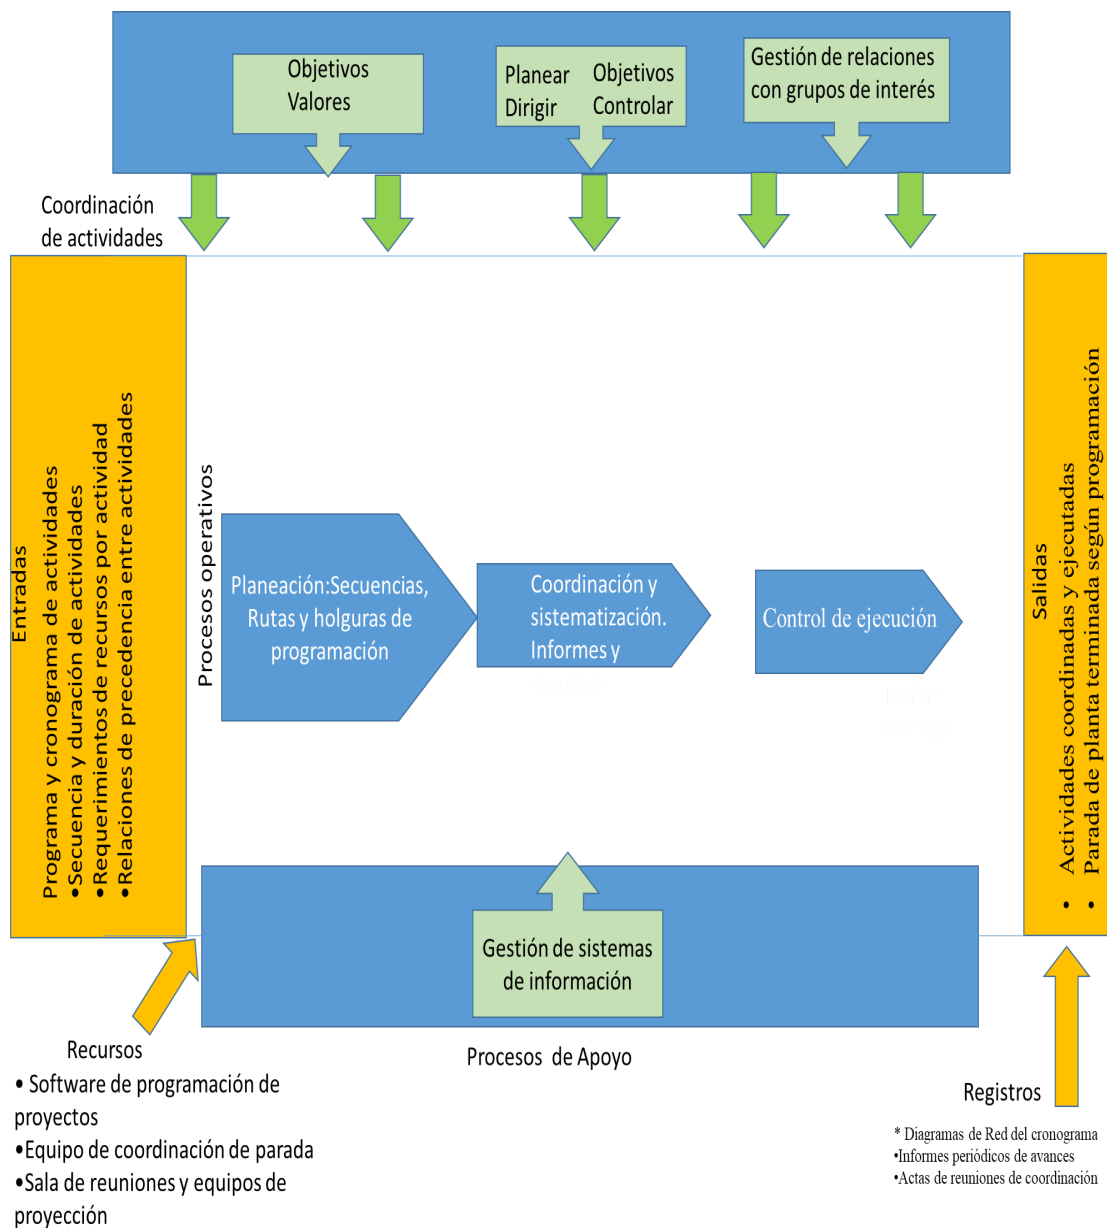 Objetivos
Valores
Planear
Dirigir
Objetivos
Controlar
Gestión de relaciones
con grupos de interés
Coordinación
de actividades
Entradas
Programa y cronograma de actividades
•Secuencia y duración de actividades
•Requerimientos de recursos por actividad
•Relaciones de precedencia entre actividades
Procesos operativos
Planeación:Secuencias,
Rutas y holguras de
programación
Coordinación y
sistematización.
Informes y
Control de ejecución
Salidas
• Actividades coordinadas y ejecutadas
• Parada de planta terminada según programación
Gestión de sistemas
de información
Procesos de Apoyo
Recursos
• Software de programación de
proyectos
•Equipo de coordinación de parada
•Sala de reuniones y equipos de
proyección
Registros
* Diagramas de Red del cronograma
•Informes periódicos de avances
•Actas de reuniones de coordinación